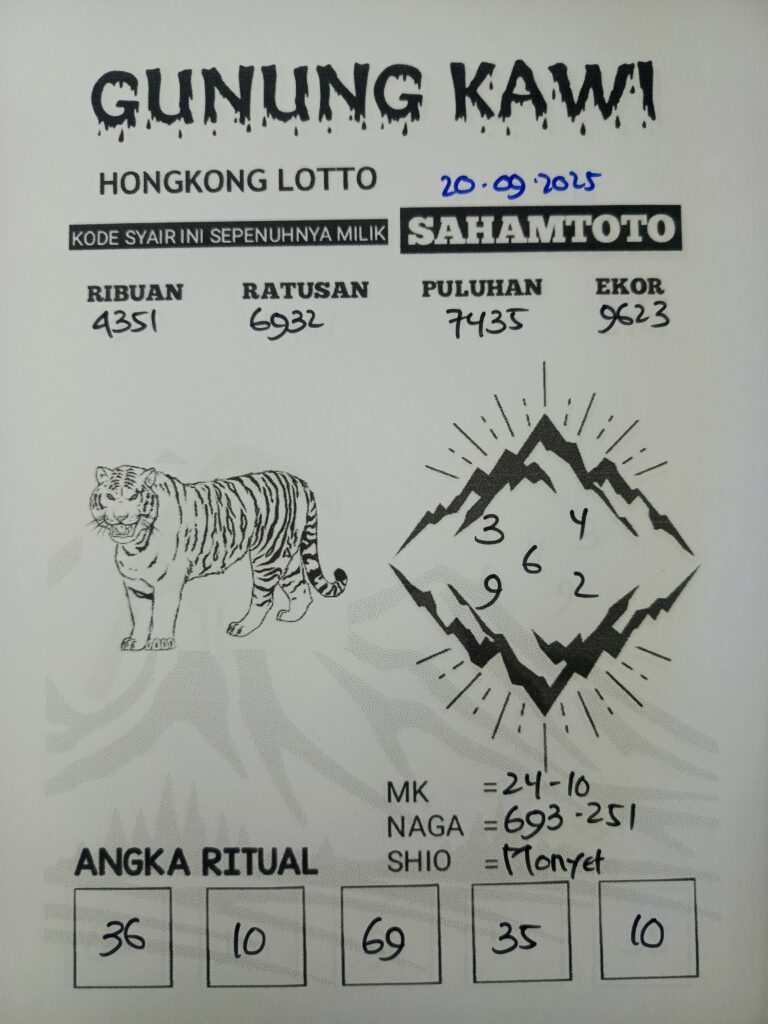 GUNUNG KAWI
HONGKONG LOTTO 20.09.2025
KODE SYAIR INI SEPENUHNYA MILIK SAHAMTOTO
RIBUAN RATUSAN PULUHAN EKOR
4351 6932 7435 9623
3 4
6
9 2
MK = 24-10
NAGA = 693-251
SHIO = Monyet
ANGKA RITUAL
36 10 69 35 10